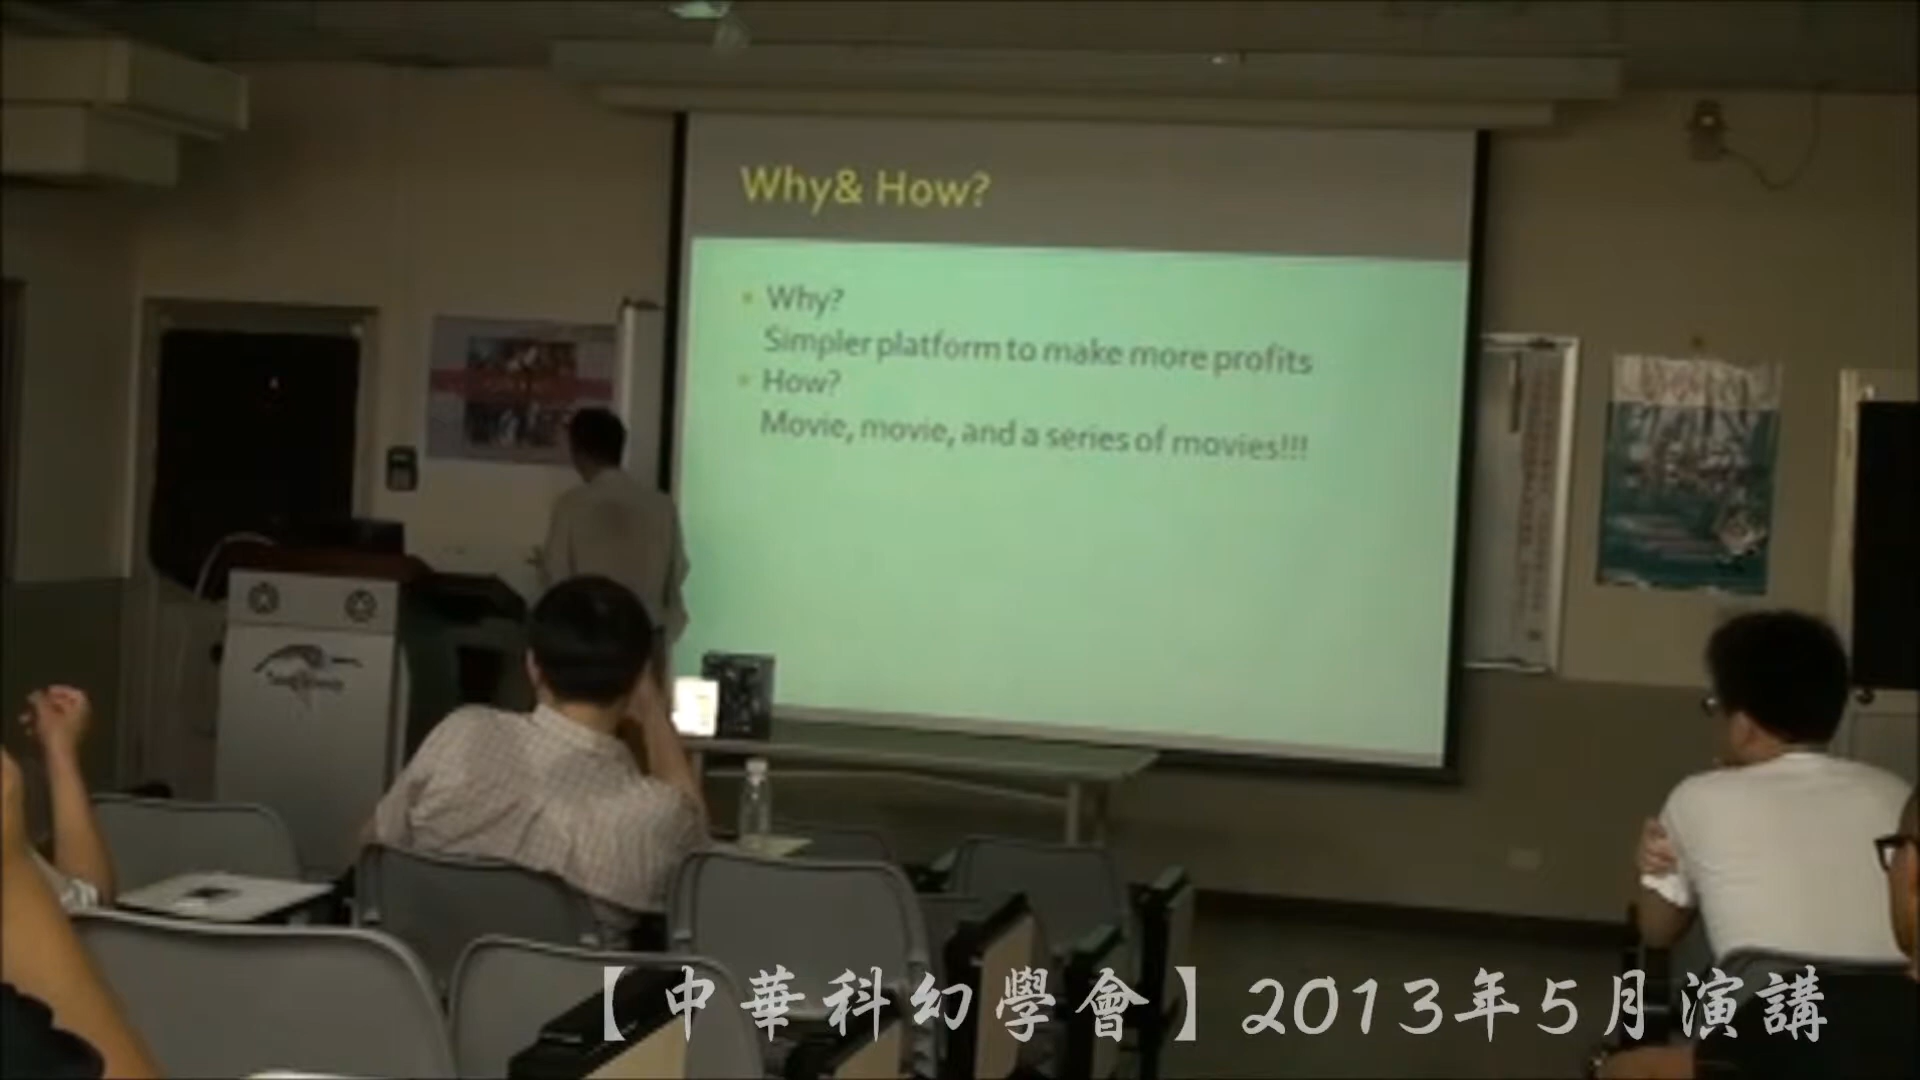 Why& How?
Why?
Simpler platform to make more profits
How?
Movie, movie, and a series of movies!!!
【中華科幻學會】2013年5月演講